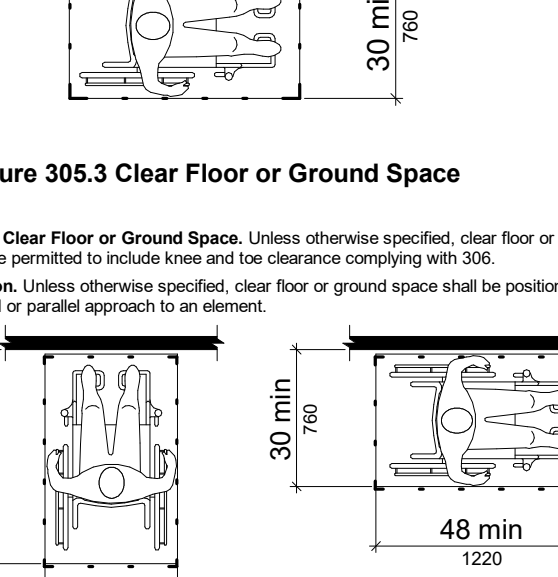 30 mi
760
ure 305.3 Clear Floor or Ground Space
Clear Floor or Ground Space. Unless otherwise specified, clear floor or
e permitted to include knee and toe clearance complying with 306.
on. Unless otherwise specified, clear floor or ground space shall be position
l or parallel approach to an element.
30 min
760
48 min
1220